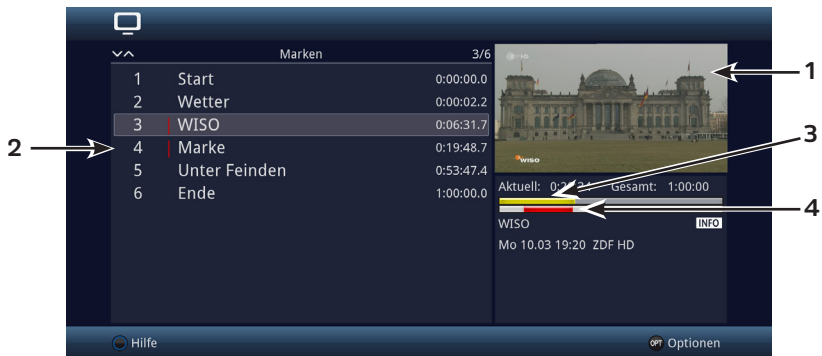 Marken 3/6
1 Start 0:00:00.0
2 Wetter 0:00:02.2
3 WISO 0:06:31.7
4 Marke 0:19:48.7
5 Unter Feinden 0:53:47.4
6 Ende 1:00:00.0
WISO
Aktuell: Gesamt: 1:00:00
WISO INFO
Mo 10.03 19:20 ZDF HD
Hilfe
OPT Optionen
1
2
3
4